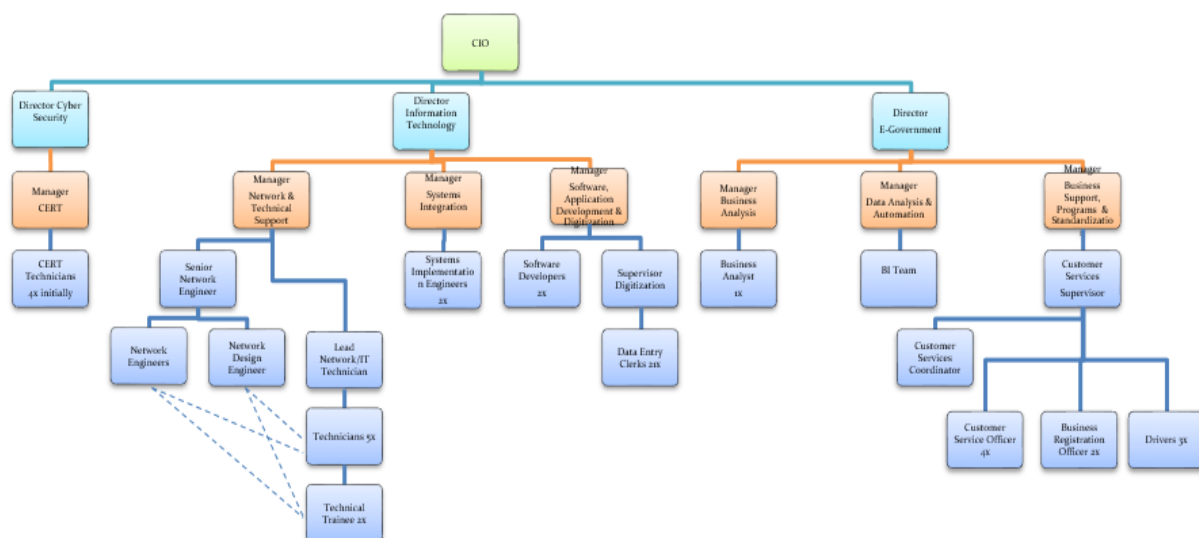 CIO
Director Cyber
Security
Director
Information
Technology
Director
E-Government
Manager
CERT
Manager
Network &
Technical
Support
Manager
Systems
Integration
Manager
Software,
Application
Development &
Digitization
Manager
Business
Analysis
Manager
Data Analysis &
Automation
Manager
Business
Support,
Programs &
Standardizatio
CERT
Technicians
4x initially
Senior
Network
Engineer
Systems
Implementatio
n Engineers
2x
Software
Developers
2x
Supervisor
Digitization
Business
Analyst
1x
BI Team
Customer
Services
Supervisor
Network
Engineers
Network
Design
Engineer
Lead
Network/IT
Technician
Data Entry
Clerks 21x
Customer
Services
Coordinator
Technicians 5x
Customer
Service Officer
4x
Business
Registration
Officer 2x
Drivers 3x
Technical
Trainee 2x